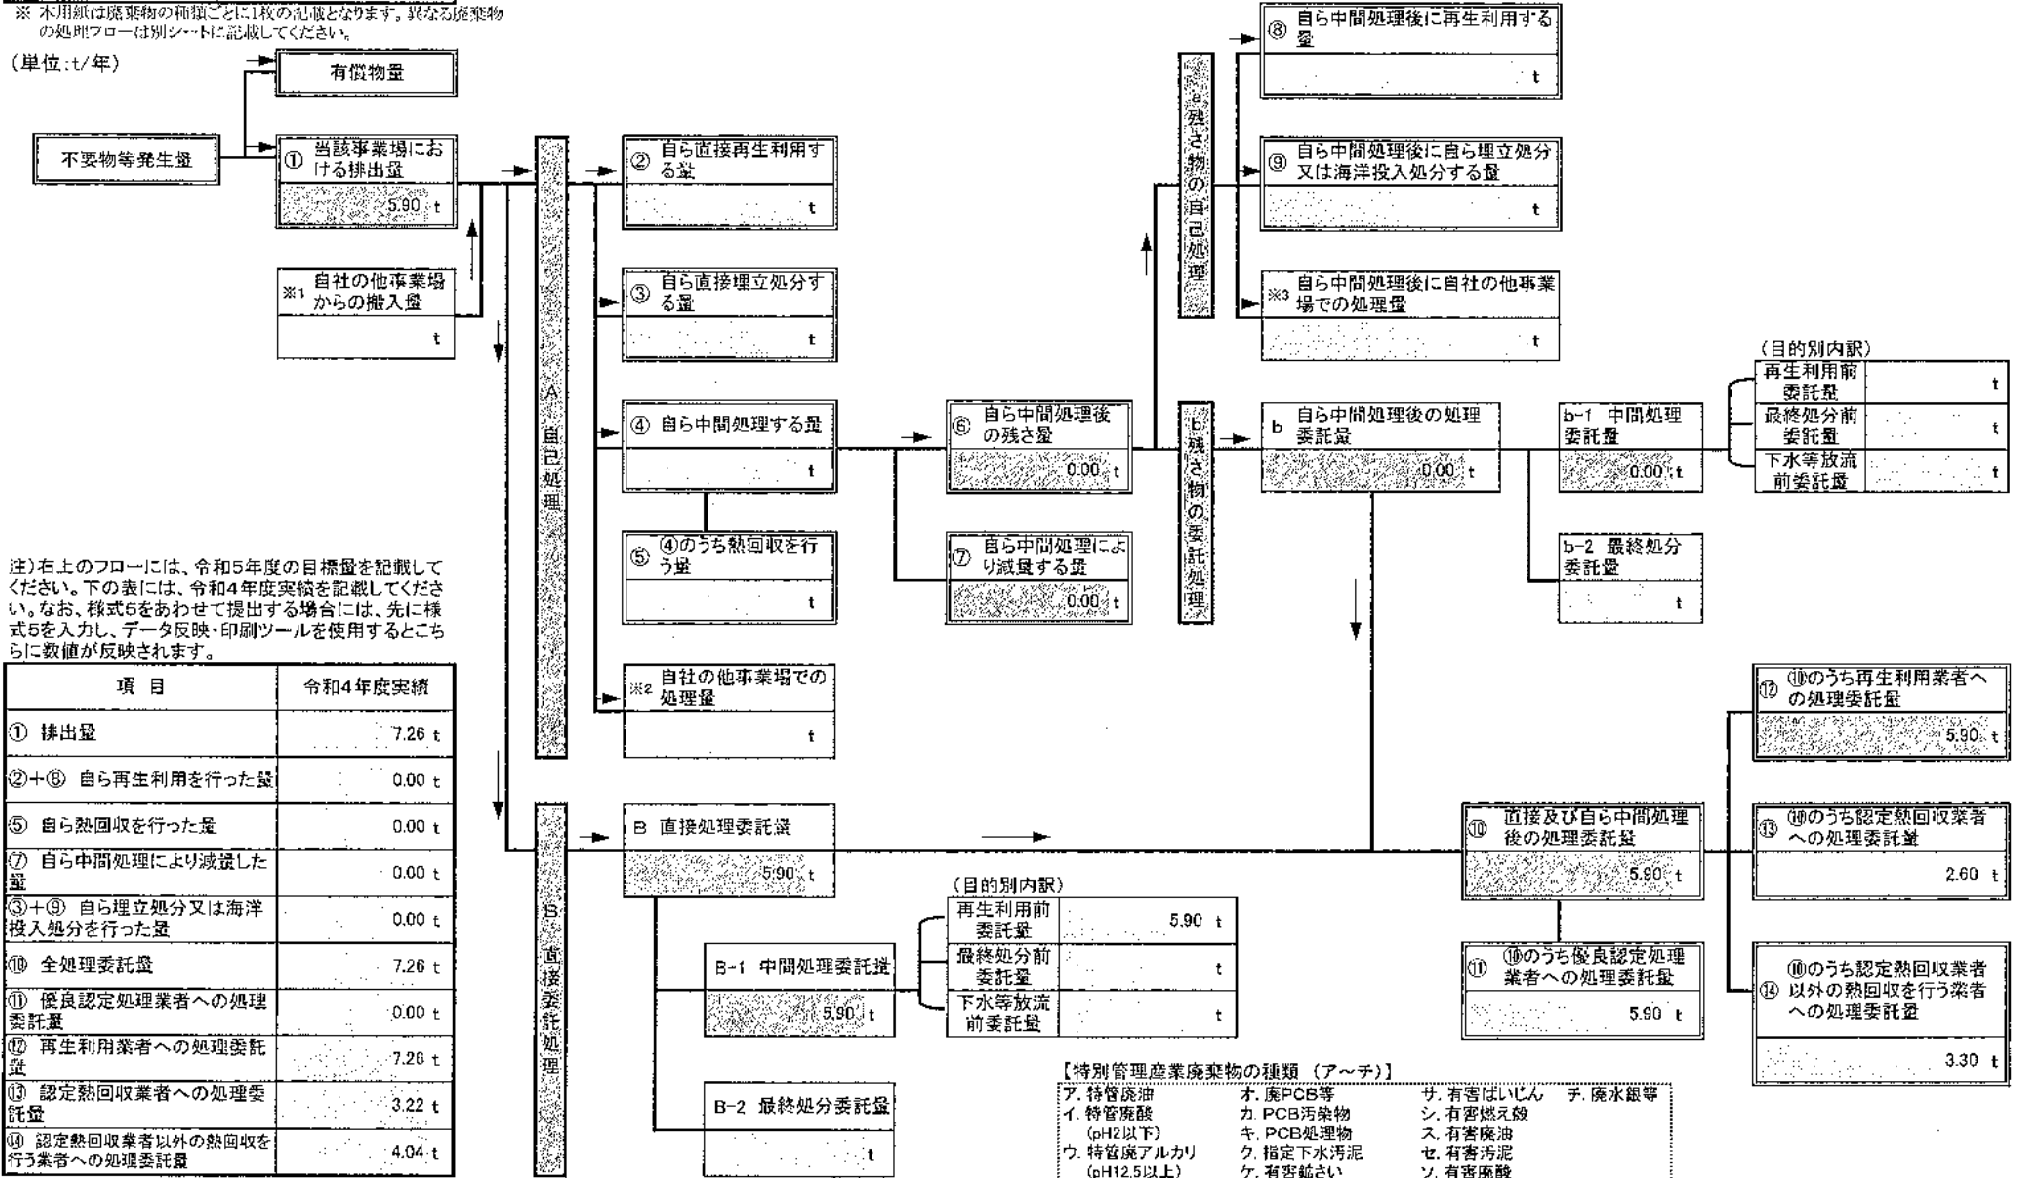 ※ 本用紙は廃棄物の種類ごとに1枚の記載となります。異なる廃棄物
の処理フローは別シートに記載してください。
(単位:t/年)
有償物量
不要物等発生量
① 当該事業場にお
ける排出量
5.90 t
※1 自社の他事業場
からの搬入量
t
A 自己処理
② 自ら直接再生利用す
る量
t
③ 自ら直接埋立処分す
る量
t
④ 自ら中間処理する量
t
⑤ ④のうち熱回収を行
う量
t
※2 自社の他事業場での
処理量
t
⑥ 自ら中間処理後
の残さ量
0.00 t
⑦ 自ら中間処理によ
り減量する量
0.00 t
a 残さ物の自己処理
⑧ 自ら中間処理後に再生利用する
量
t
⑨ 自ら中間処理後に自ら埋立処分
又は海洋投入処分する量
t
※3 自ら中間処理後に自社の他事業
場での処理量
t
b 残さ物の委託処理
b 自ら中間処理後の処理
委託量
0.00 t
b-1 中間処理
委託量
0.00 t
b-2 最終処分
委託量
t
(目的別内訳)
再生利用前
委託量
t
最終処分前
委託量
t
下水等放流
前委託量
t
注)右上のフローには、令和5年度の目標量を記載して
ください。下の表には、令和4年度実績を記載してくださ
い。なお、様式5をあわせて提出する場合には、先に様
式5を入力し、データ反映・印刷ツールを使用するとこち
らに数値が反映されます。
項 目 令和4年度実績
① 排出量 7.26 t
②+⑧ 自ら再生利用を行った量 0.00 t
⑤ 自ら熱回収を行った量 0.00 t
⑦ 自ら中間処理により減量した
量 0.00 t
③+⑨ 自ら埋立処分又は海洋
投入処分を行った量 0.00 t
⑩ 全処理委託量 7.26 t
⑪ 優良認定処理業者への処理
委託量 0.00 t
⑫ 再生利用業者への処理委託
量 7.26 t
⑬ 認定熱回収業者への処理委
託量 3.22 t
⑭ 認定熱回収業者以外の熱回収を
行う業者への処理委託量 4.04 t
B 直接委託処理
B 直接処理委託量
5.90 t
B-1 中間処理委託量
5.90 t
B-2 最終処分委託量
t
(目的別内訳)
再生利用前
委託量
5.90 t
最終処分前
委託量
t
下水等放流
前委託量
t
⑩ 直接及び自ら中間処理
後の処理委託量
5.90 t
⑪ ⑩のうち優良認定処理
業者への処理委託量
5.90 t
⑫ ⑩のうち再生利用業者へ
の処理委託量
5.90 t
⑬ ⑩のうち認定熱回収業者
への処理委託量
2.60 t
⑭ ⑩のうち認定熱回収業者
以外の熱回収を行う業者
への処理委託量
3.30 t
【特別管理産業廃棄物の種類 (ア~チ)】
ア. 特管廃油 オ. 廃PCB等 サ. 有害ばいじん チ. 廃水銀等
イ. 特管廃酸 カ. PCB汚染物 シ. 有害燃え殻
(pH2以下) キ. PCB処理物 ス. 有害廃油
ウ. 特管廃アルカリ ク. 指定下水汚泥 セ. 有害汚泥
(pH12.5以上) ケ. 有害鉱さい ソ. 有害廃酸